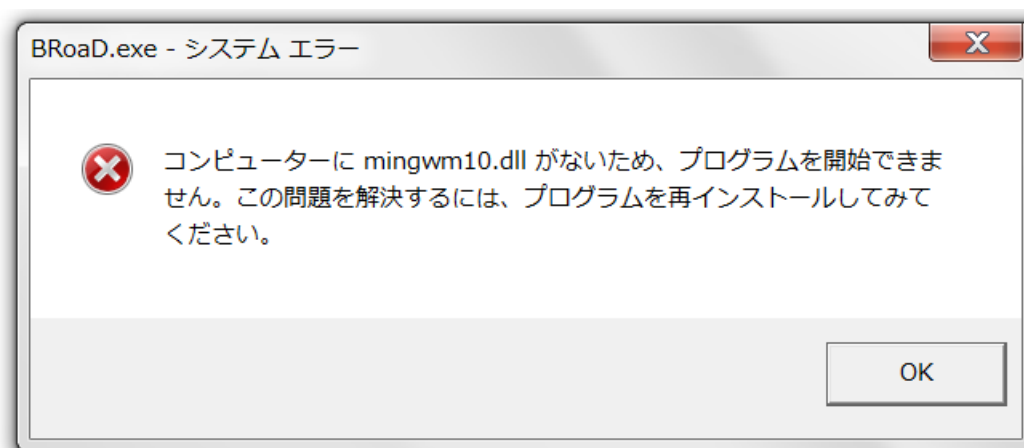 BRoaD.exe - システム エラー
コンピューターに mingwm10.dll がないため、プログラムを開始できま
せん。この問題を解決するには、プログラムを再インストールしてみて
ください。
OK